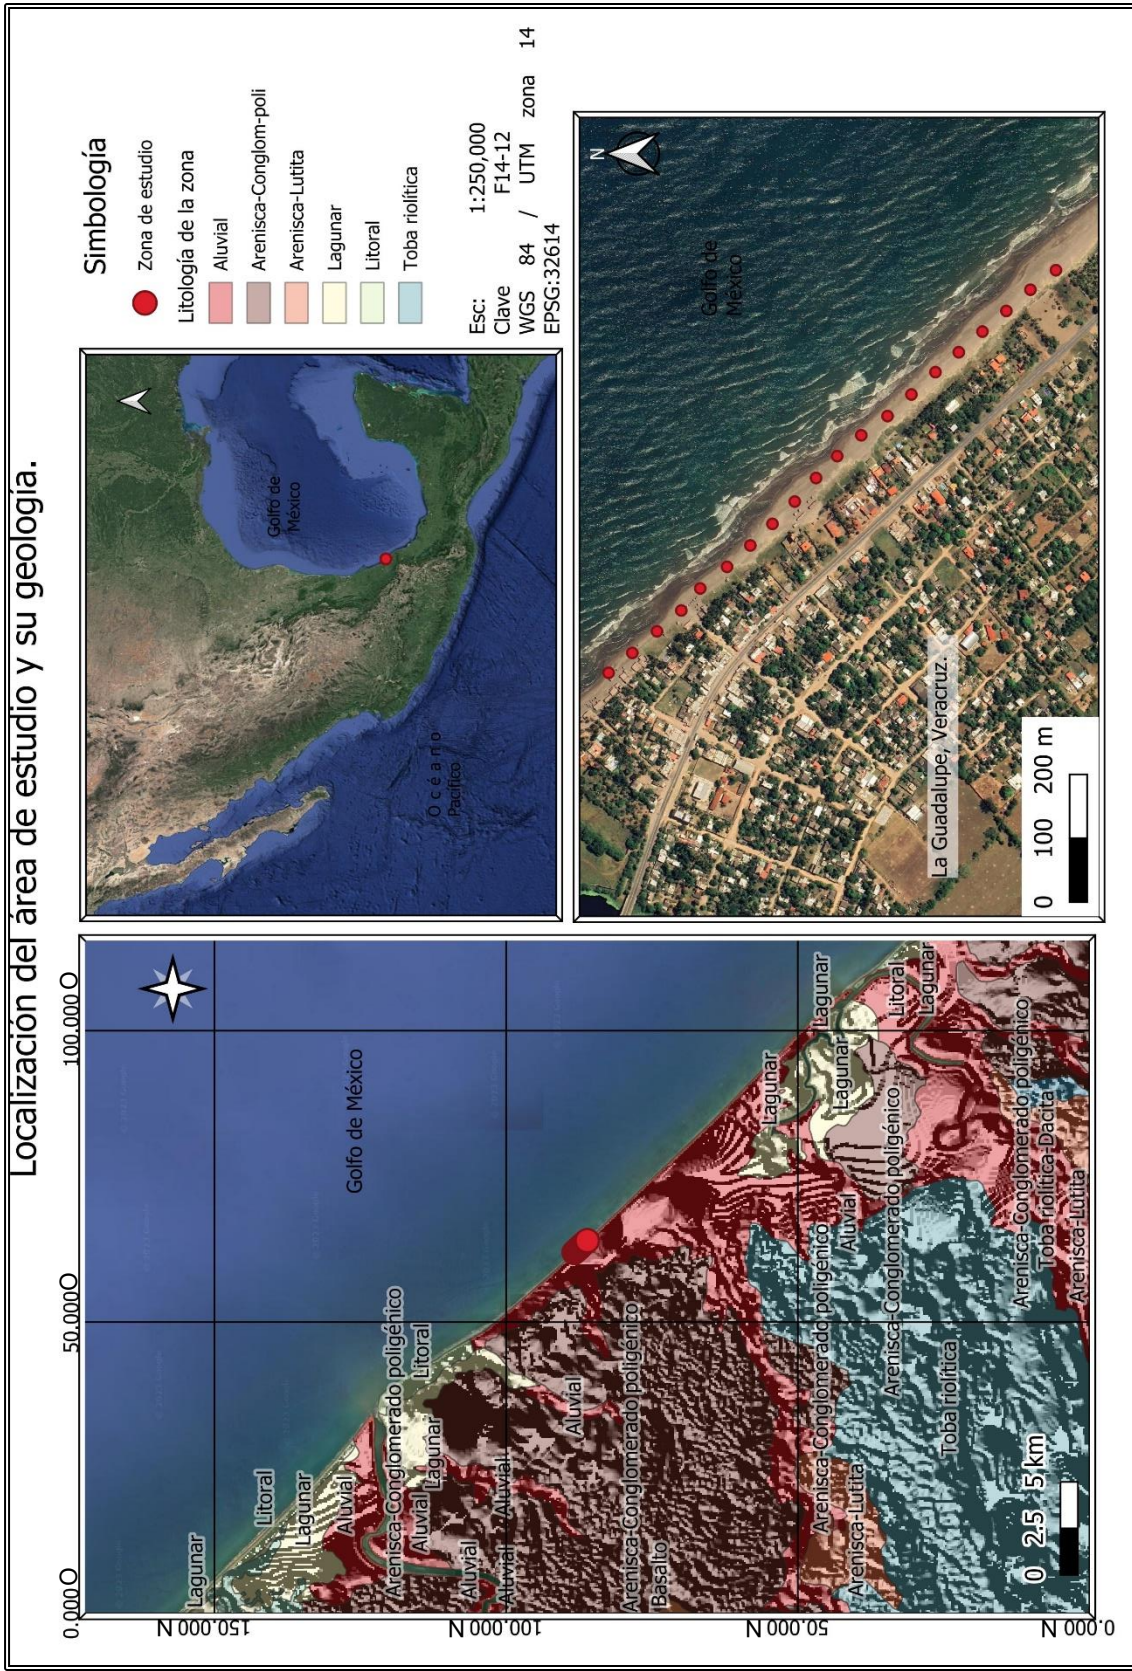 Localización del área de estudio y su geología.
0.000 O
50.000 O
100.000 O
150.000 N
100.000 N
50.000 N
0.000 N
Golfo de México
Lagunar
Litoral
Lagunar
Aluvial
Arenisca-Conglomerado poligénico
Litoral
Aluvial
Lagunar
Aluvial
Aluvial
Aluvial
Aluvial
Arenisca-Conglomerado poligénico
Basalto
Lagunar
Lagunar
Lagunar
Litoral
Lagunar
Arenisca-Conglomerado poligénico
Aluvial
Arenisca-Lutita
Arenisca-Conglomerado poligénico
Toba riolítica
Arenisca-Conglomerado poligénico
Toba riolítica-Dacita
Arenisca-Lutita
0 2.5 5 km
Golfo de
México
Océano
Pacífico
Simbología
Zona de estudio
Litología de la zona
Aluvial
Arenisca-Conglom-poli
Arenisca-Lutita
Lagunar
Litoral
Toba riolítica
Esc: 1:250,000
Clave F14-12
WGS 84 / UTM zona 14
EPSG:32614
N
Golfo de
México
La Guadalupe, Veracruz.
0 100 200 m